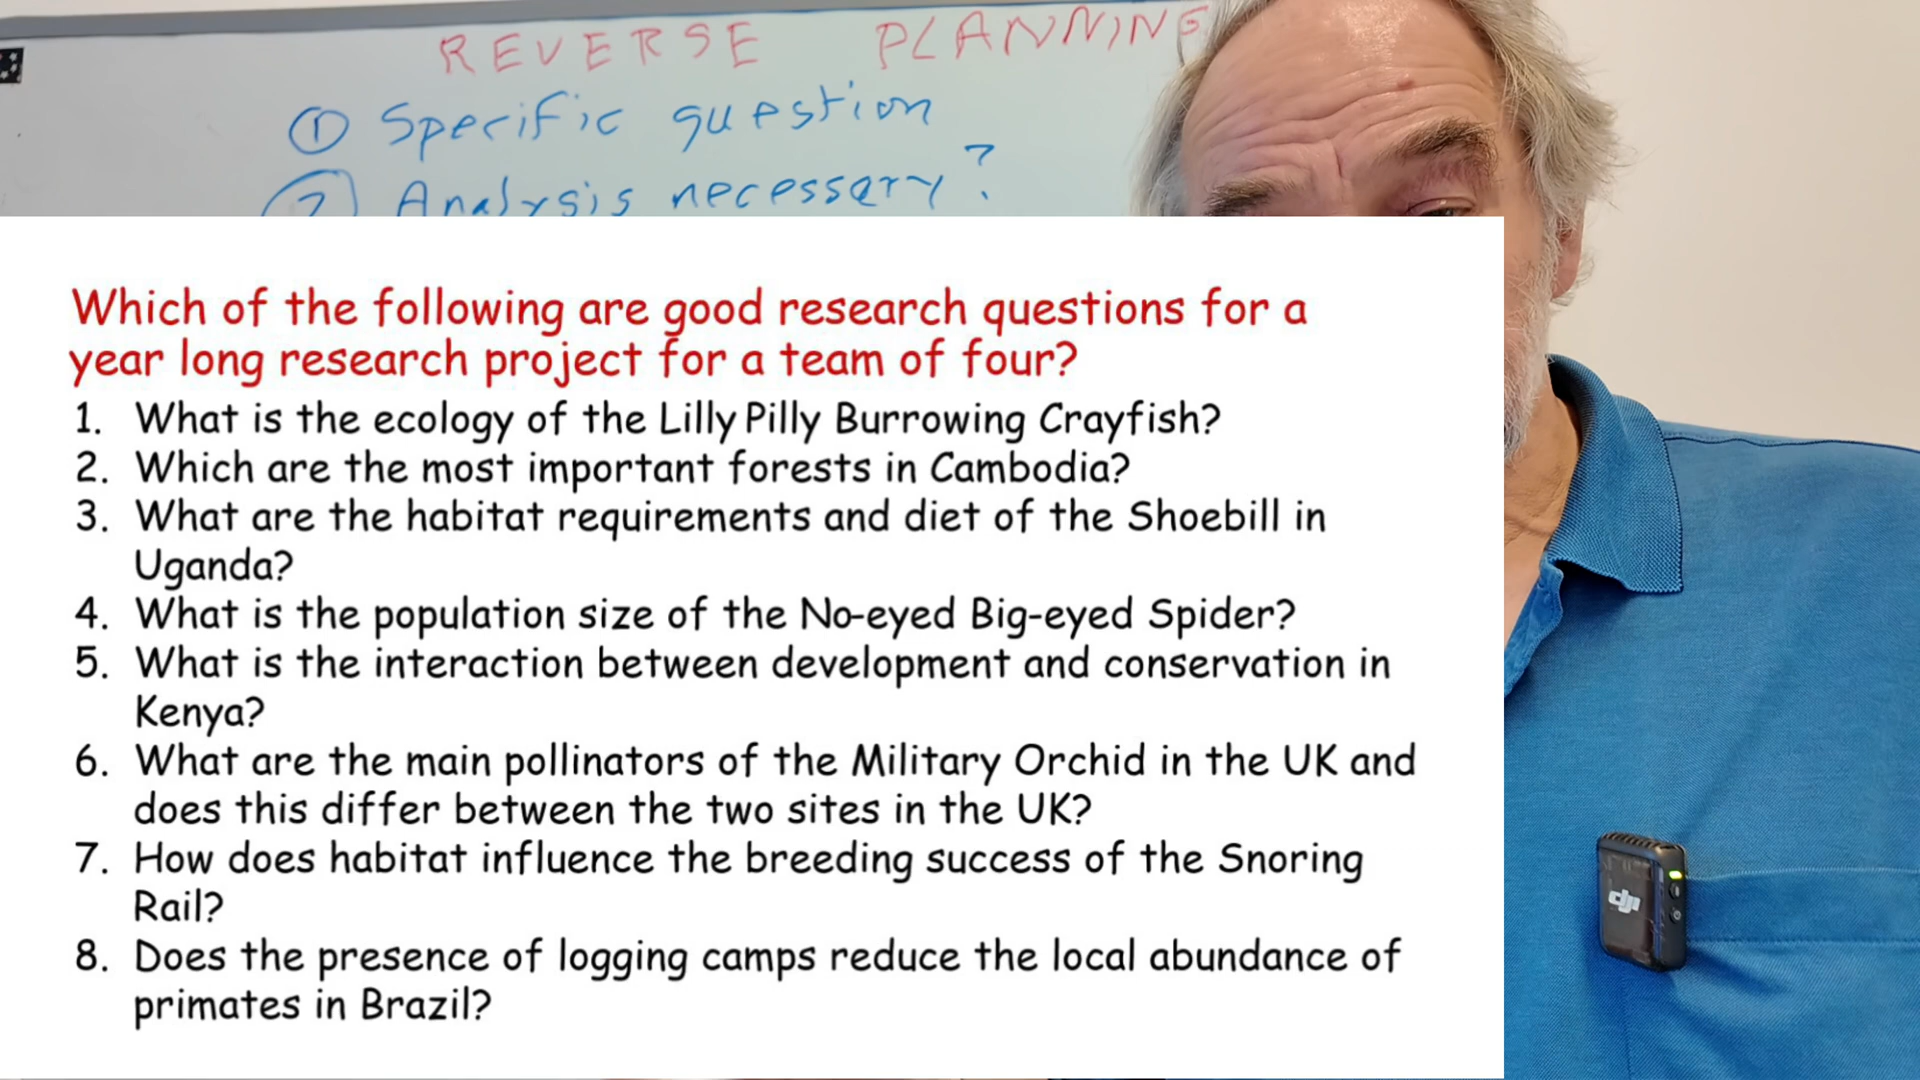 REVERSE PLANNING
① Specific question
② Analysis necessary?
Which of the following are good research questions for a
year long research project for a team of four?
1. What is the ecology of the Lilly Pilly Burrowing Crayfish?
2. Which are the most important forests in Cambodia?
3. What are the habitat requirements and diet of the Shoebill in
Uganda?
4. What is the population size of the No-eyed Big-eyed Spider?
5. What is the interaction between development and conservation in
Kenya?
6. What are the main pollinators of the Military Orchid in the UK and
does this differ between the two sites in the UK?
7. How does habitat influence the breeding success of the Snoring
Rail?
8. Does the presence of logging camps reduce the local abundance of
primates in Brazil?
dji